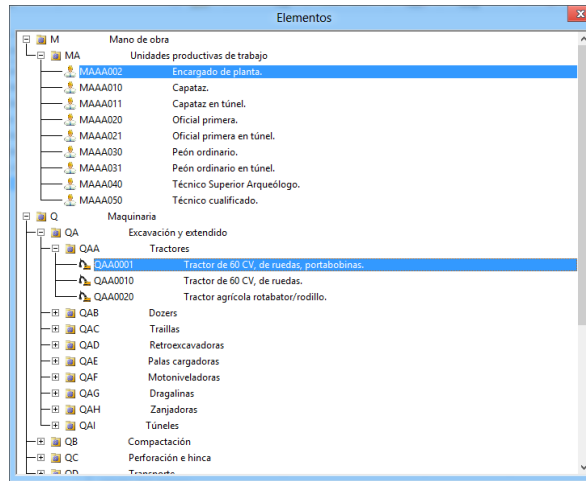 Elementos
M Mano de obra
MA Unidades productivas de trabajo
MAAA002 Encargado de planta.
MAAA010 Capataz.
MAAA011 Capataz en túnel.
MAAA020 Oficial primera.
MAAA021 Oficial primera en túnel.
MAAA030 Peón ordinario.
MAAA031 Peón ordinario en túnel.
MAAA040 Técnico Superior Arqueólogo.
MAAA050 Técnico cualificado.
Q Maquinaria
QA Excavación y extendido
QAA Tractores
QAA0001 Tractor de 60 CV, de ruedas, portabobinas.
QAA0010 Tractor de 60 CV, de ruedas.
QAA0020 Tractor agrícola rotabator/rodillo.
QAB Dozers
QAC Traillas
QAD Retroexcavadoras
QAE Palas cargadoras
QAF Motoniveladoras
QAG Dragalinas
QAH Zanjadoras
QAI Túneles
QB Compactación
QC Perforación e hinca
QD Transporte